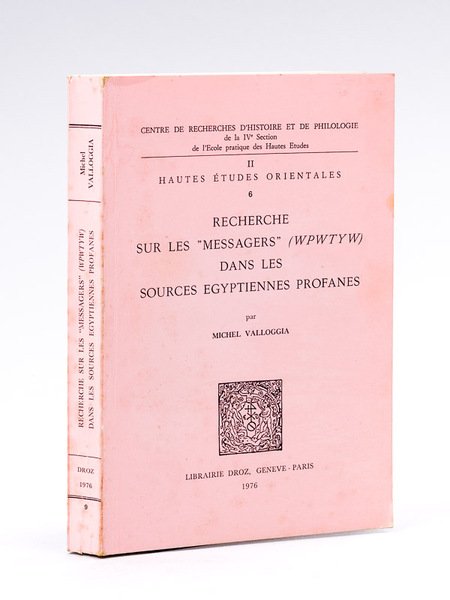 CENTRE DE RECHERCHES D'HISTOIRE ET DE PHILOLOGIE
de la IVe Section
de l'Ecole pratique des Hautes Etudes
II
HAUTES ÉTUDES ORIENTALES
6
RECHERCHE
SUR LES "MESSAGERS" (WPWTYW)
DANS LES
SOURCES EGYPTIENNES PROFANES
par
MICHEL VALLOGGIA
LIBRAIRIE DROZ, GENEVE - PARIS
1976
Michel
VALLOGGIA
RECHERCHE SUR LES "MESSAGERS" (WPWTYW)
DANS LES SOURCES EGYPTIENNES PROFANES
DROZ
1976
9